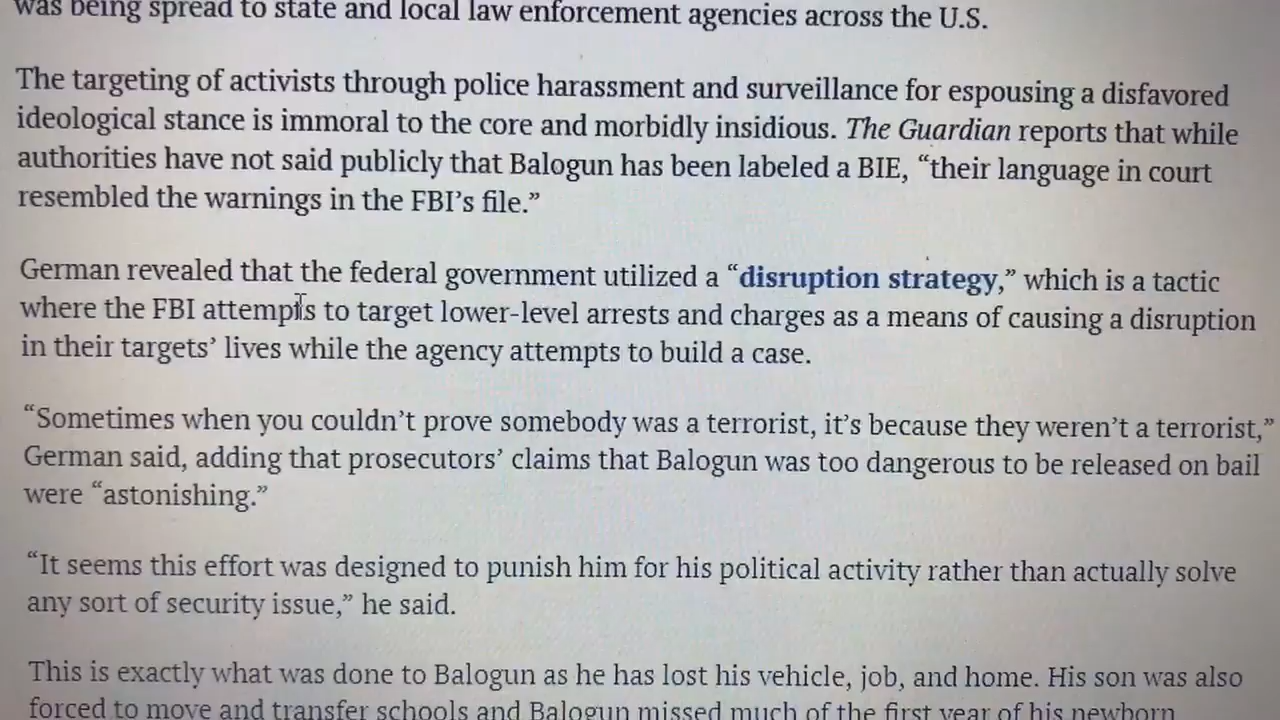 was being spread to state and local law enforcement agencies across the U.S.
The targeting of activists through police harassment and surveillance for espousing a disfavored
ideological stance is immoral to the core and morbidly insidious. The Guardian reports that while
authorities have not said publicly that Balogun has been labeled a BIE, “their language in court
resembled the warnings in the FBI’s file.”
German revealed that the federal government utilized a “disruption strategy,” which is a tactic
where the FBI attempts to target lower-level arrests and charges as a means of causing a disruption
in their targets’ lives while the agency attempts to build a case.
“Sometimes when you couldn’t prove somebody was a terrorist, it’s because they weren’t a terrorist,”
German said, adding that prosecutors’ claims that Balogun was too dangerous to be released on bail
were “astonishing.”
“It seems this effort was designed to punish him for his political activity rather than actually solve
any sort of security issue,” he said.
This is exactly what was done to Balogun as he has lost his vehicle, job, and home. His son was also
forced to move and transfer schools and Balogun missed much of the first year of his newborn